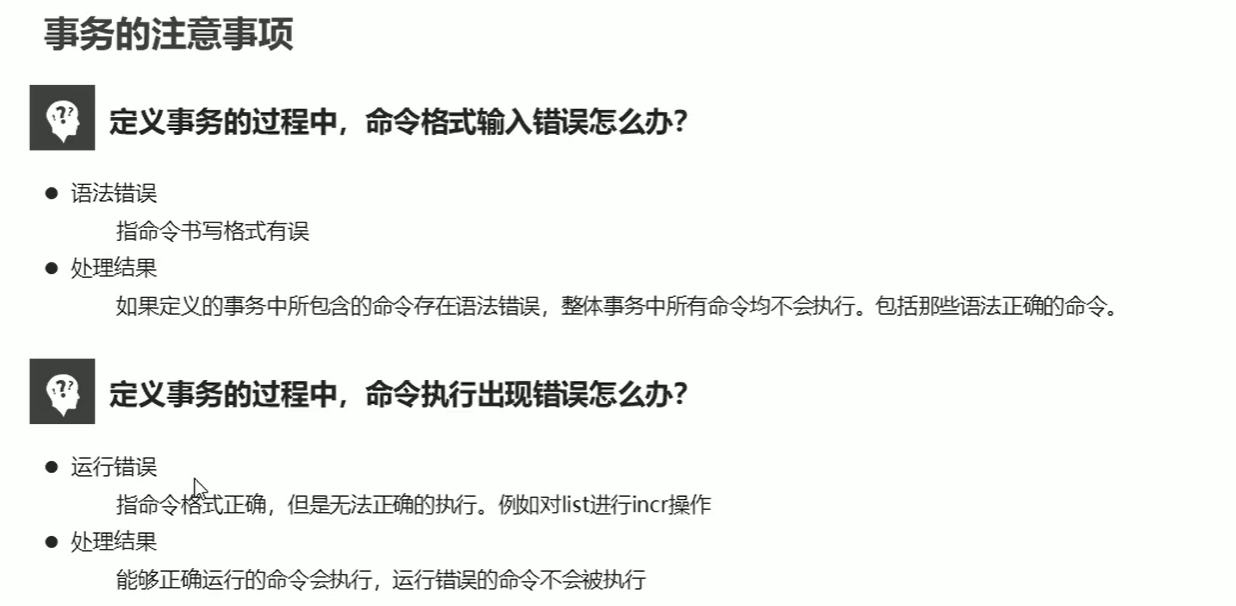 事务的注意事项
定义事务的过程中，命令格式输入错误怎么办？
● 语法错误
指命令书写格式有误
● 处理结果
如果定义的事务中所包含的命令存在语法错误，整体事务中所有命令均不会执行。包括那些语法正确的命令。
定义事务的过程中，命令执行出现错误怎么办？
● 运行错误
指命令格式正确，但是无法正确的执行。例如对list进行incr操作
● 处理结果
能够正确运行的命令会执行，运行错误的命令不会被执行